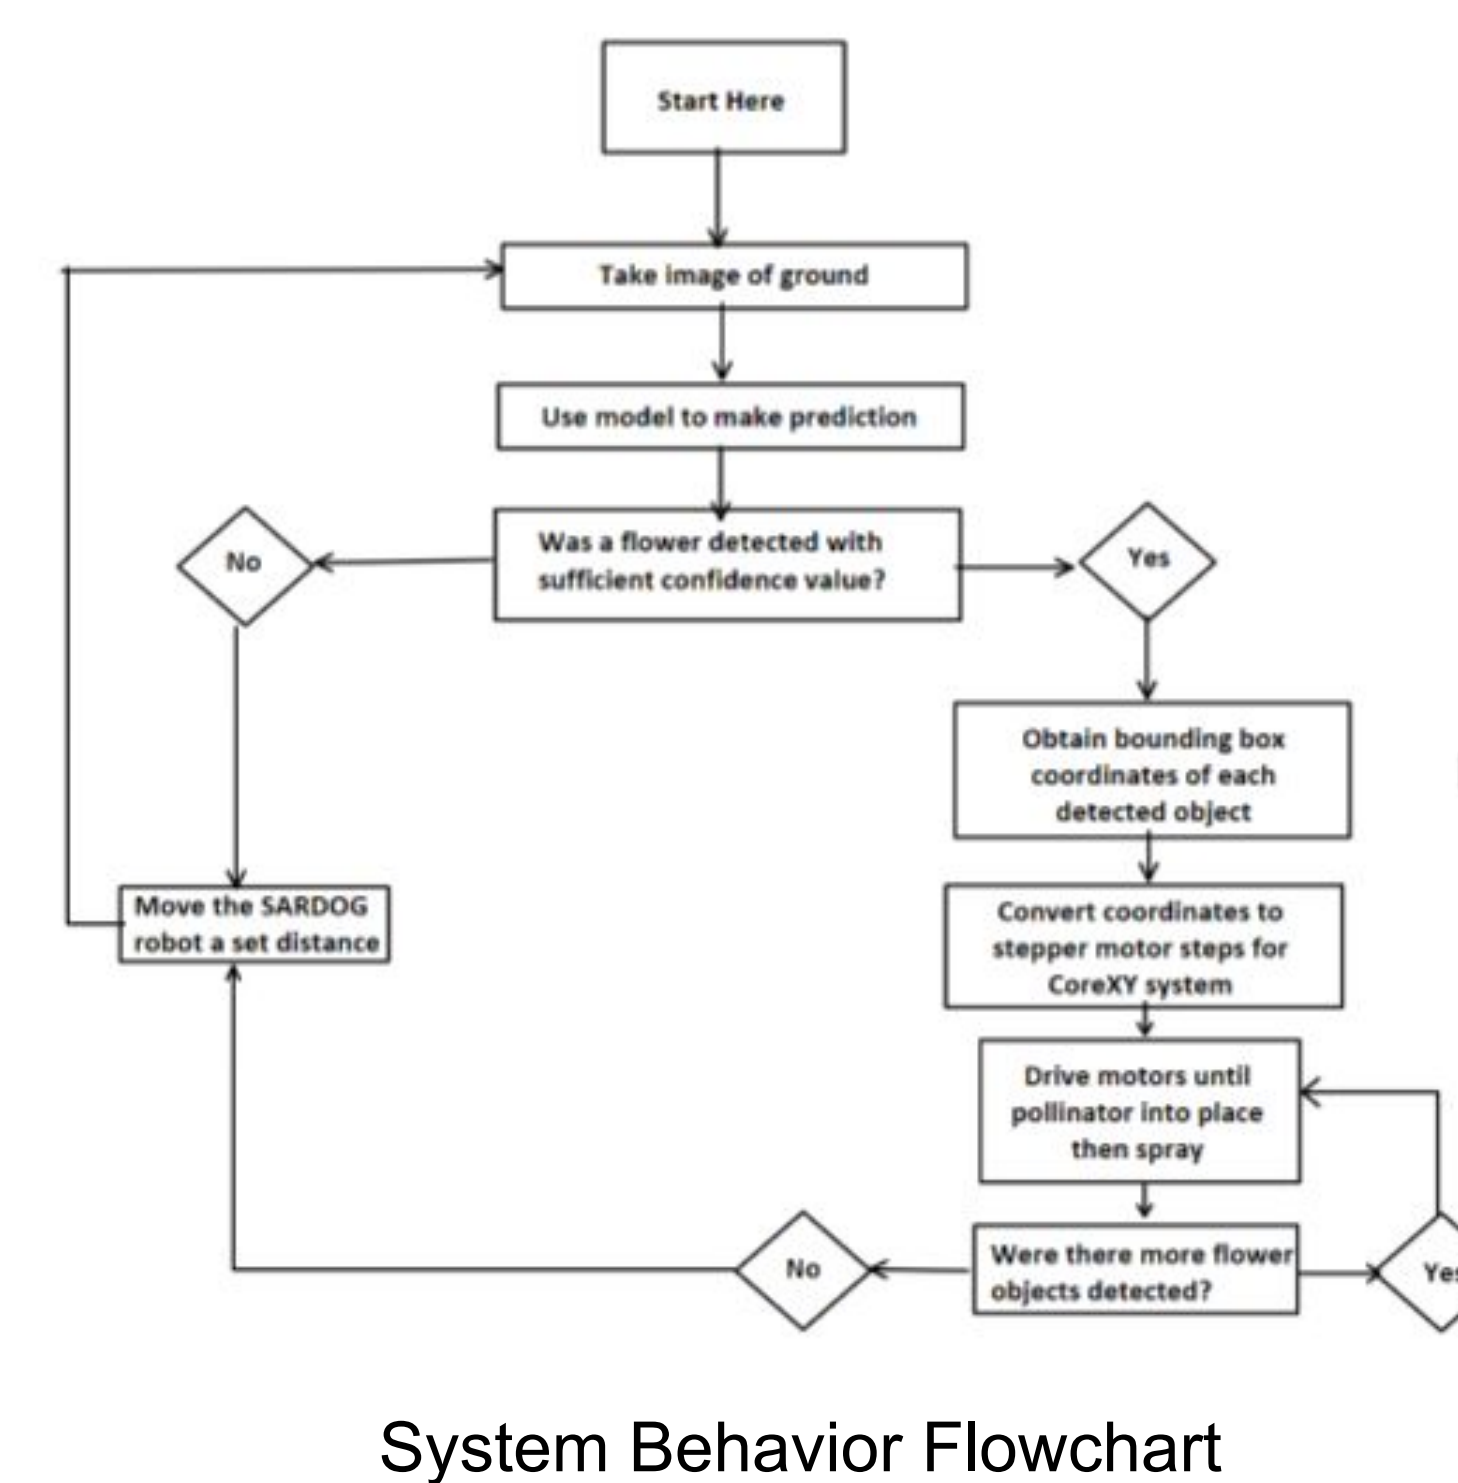 Start Here
Take image of ground
Use model to make prediction
Was a flower detected with
sufficient confidence value?
No
Yes
Obtain bounding box
coordinates of each
detected object
Convert coordinates to
stepper motor steps for
CoreXY system
Move the SARDOG
robot a set distance
Drive motors until
pollinator into place
then spray
Were there more flower
objects detected?
No
Yes
System Behavior Flowchart